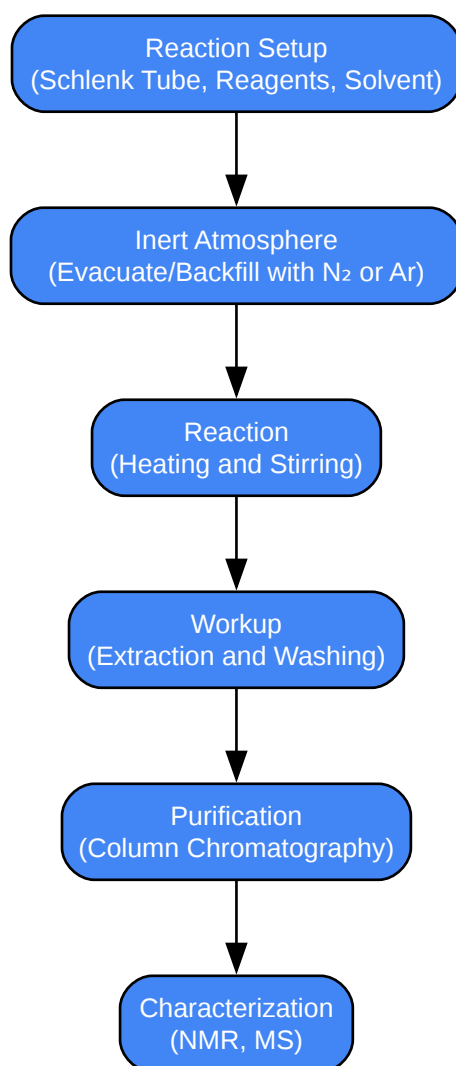 Reaction Setup
(Schlenk Tube, Reagents, Solvent)
Inert Atmosphere
(Evacuate/Backfill with N₂ or Ar)
Reaction
(Heating and Stirring)
Workup
(Extraction and Washing)
Purification
(Column Chromatography)
Characterization
(NMR, MS)